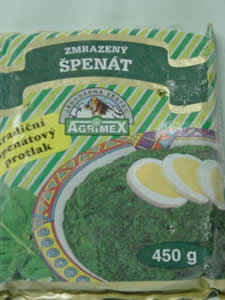 ZMRAZENÝ
ŠPENÁT
AGRIMEX
tradiční
špenátový
protlak
450 g